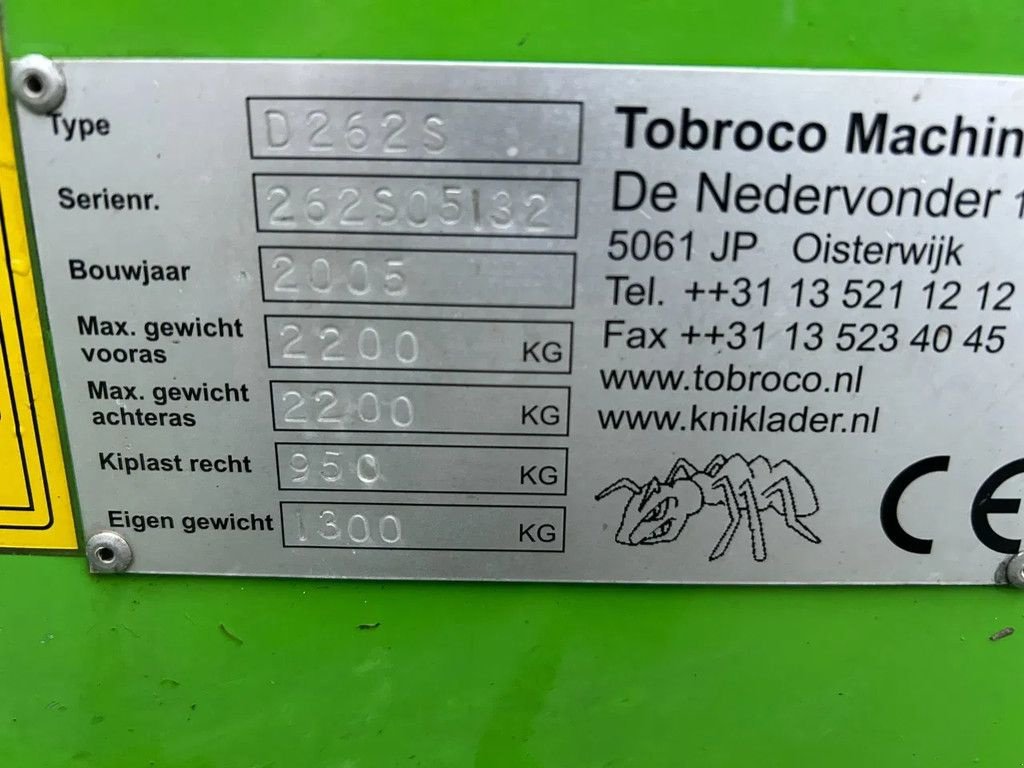 Type D262S
Serienr. 262S05132
Bouwjaar 2005
Max. gewicht
vooras 2200 KG
Max. gewicht
achteras 2200 KG
Kiplast recht 950 KG
Eigen gewicht 1300 KG
Tobroco Machin
De Nedervonder 1
5061 JP Oisterwijk
Tel. ++31 13 521 12 12
Fax ++31 13 523 40 45
www.tobroco.nl
www.kniklader.nl
CE